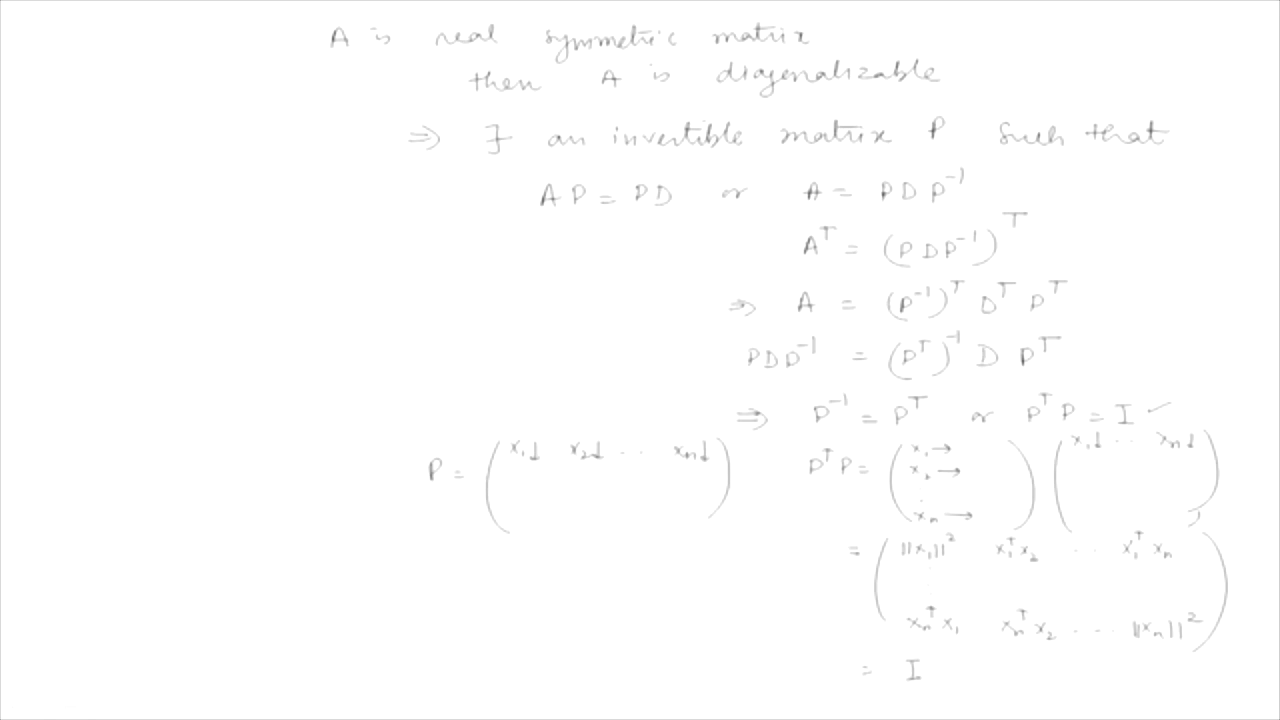 A is real symmetric matrix
then A is diagonalizable
⇒ ∃ an invertible matrix P such that
AP = PD or A = PDP⁻¹
Aᵀ = (PDP⁻¹)ᵀ
⇒ A = (P⁻¹)ᵀ Dᵀ Pᵀ
PDP⁻¹ = (Pᵀ)⁻¹ D Pᵀ
⇒ P⁻¹ = Pᵀ or PᵀP = I ✓
P = ( x₁↓ x₂↓ ... xₙ↓ ) PᵀP = ( x₁→ x₂→ . xₙ→ ) ( x₁↓ ... xₙ↓ )
= ( ||x₁||² x₁ᵀx₂ ... x₁ᵀxₙ
xₙᵀx₁ xₙᵀx₂ ... ||xₙ||² )
= I